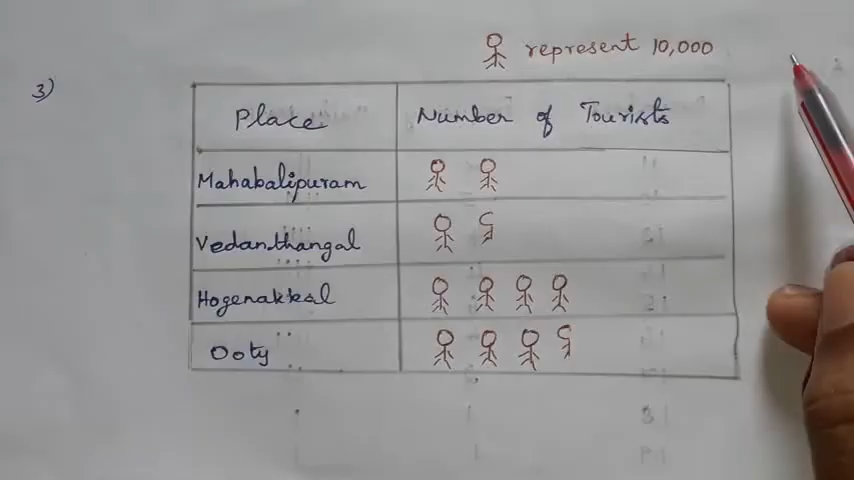 represent 10,000
3)
Place Number of Tourists
Mahabalipuram
Vedanthangal
Hogenakkal
Ooty